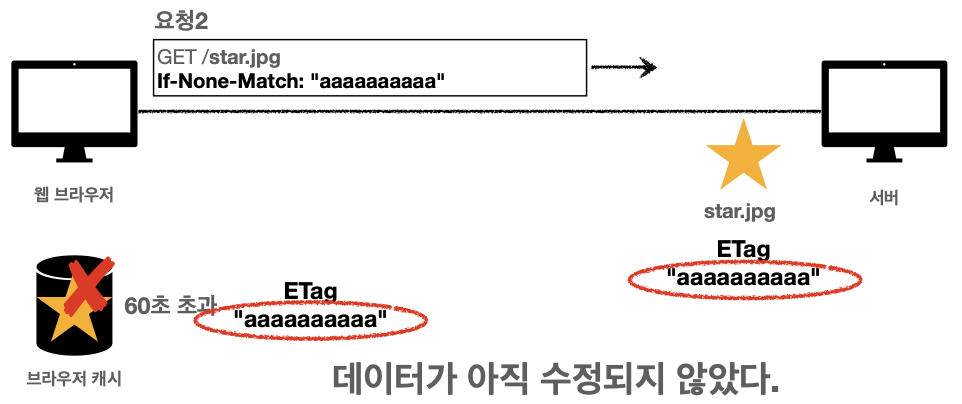 요청2
GET /star.jpg
If-None-Match: "aaaaaaaaaa"
웹 브라우저
서버
star.jpg
ETag
"aaaaaaaaaa"
60초 초과
ETag
"aaaaaaaaaa"
브라우저 캐시
데이터가 아직 수정되지 않았다.